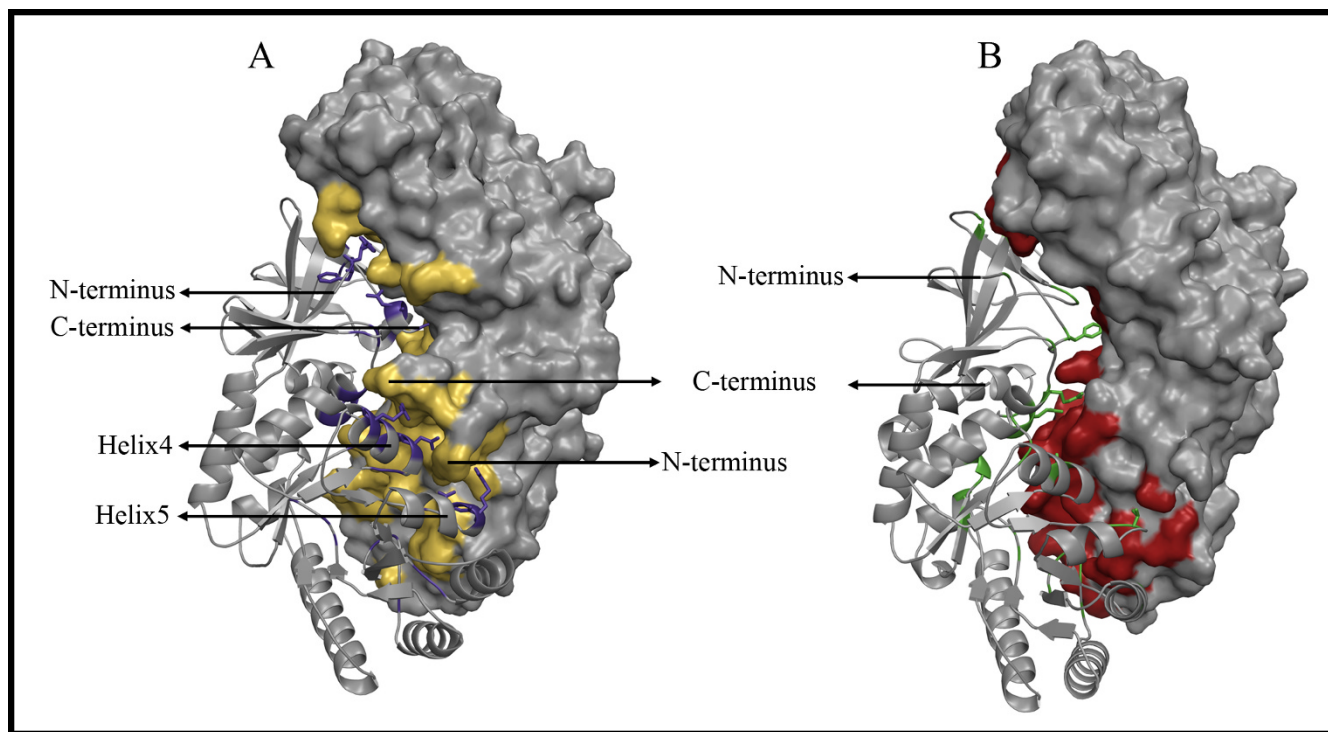 A
B
N-terminus
C-terminus
Helix4
Helix5
C-terminus
N-terminus
N-terminus